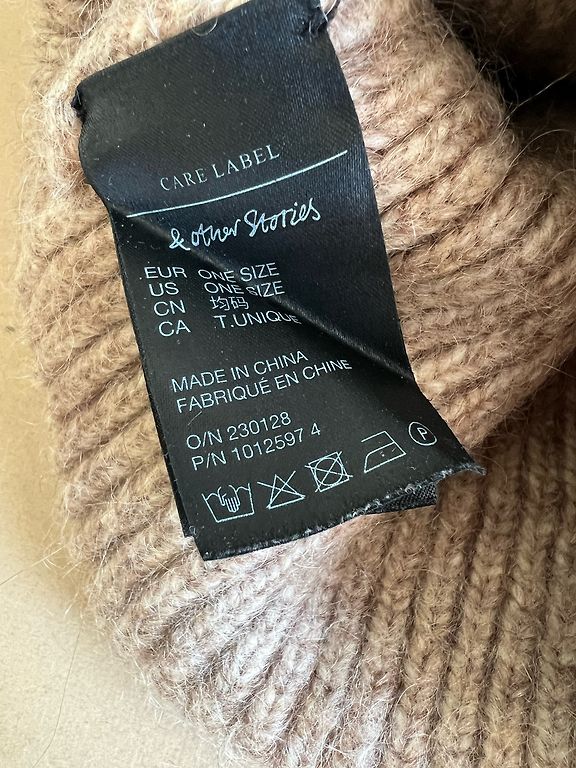 CARE LABEL
& other Stories
EUR ONE SIZE
US ONE SIZE
CN 均码
CA T.UNIQUE
MADE IN CHINA
FABRIQUÉ EN CHINE
O/N 230128
P/N 1012597 4
P